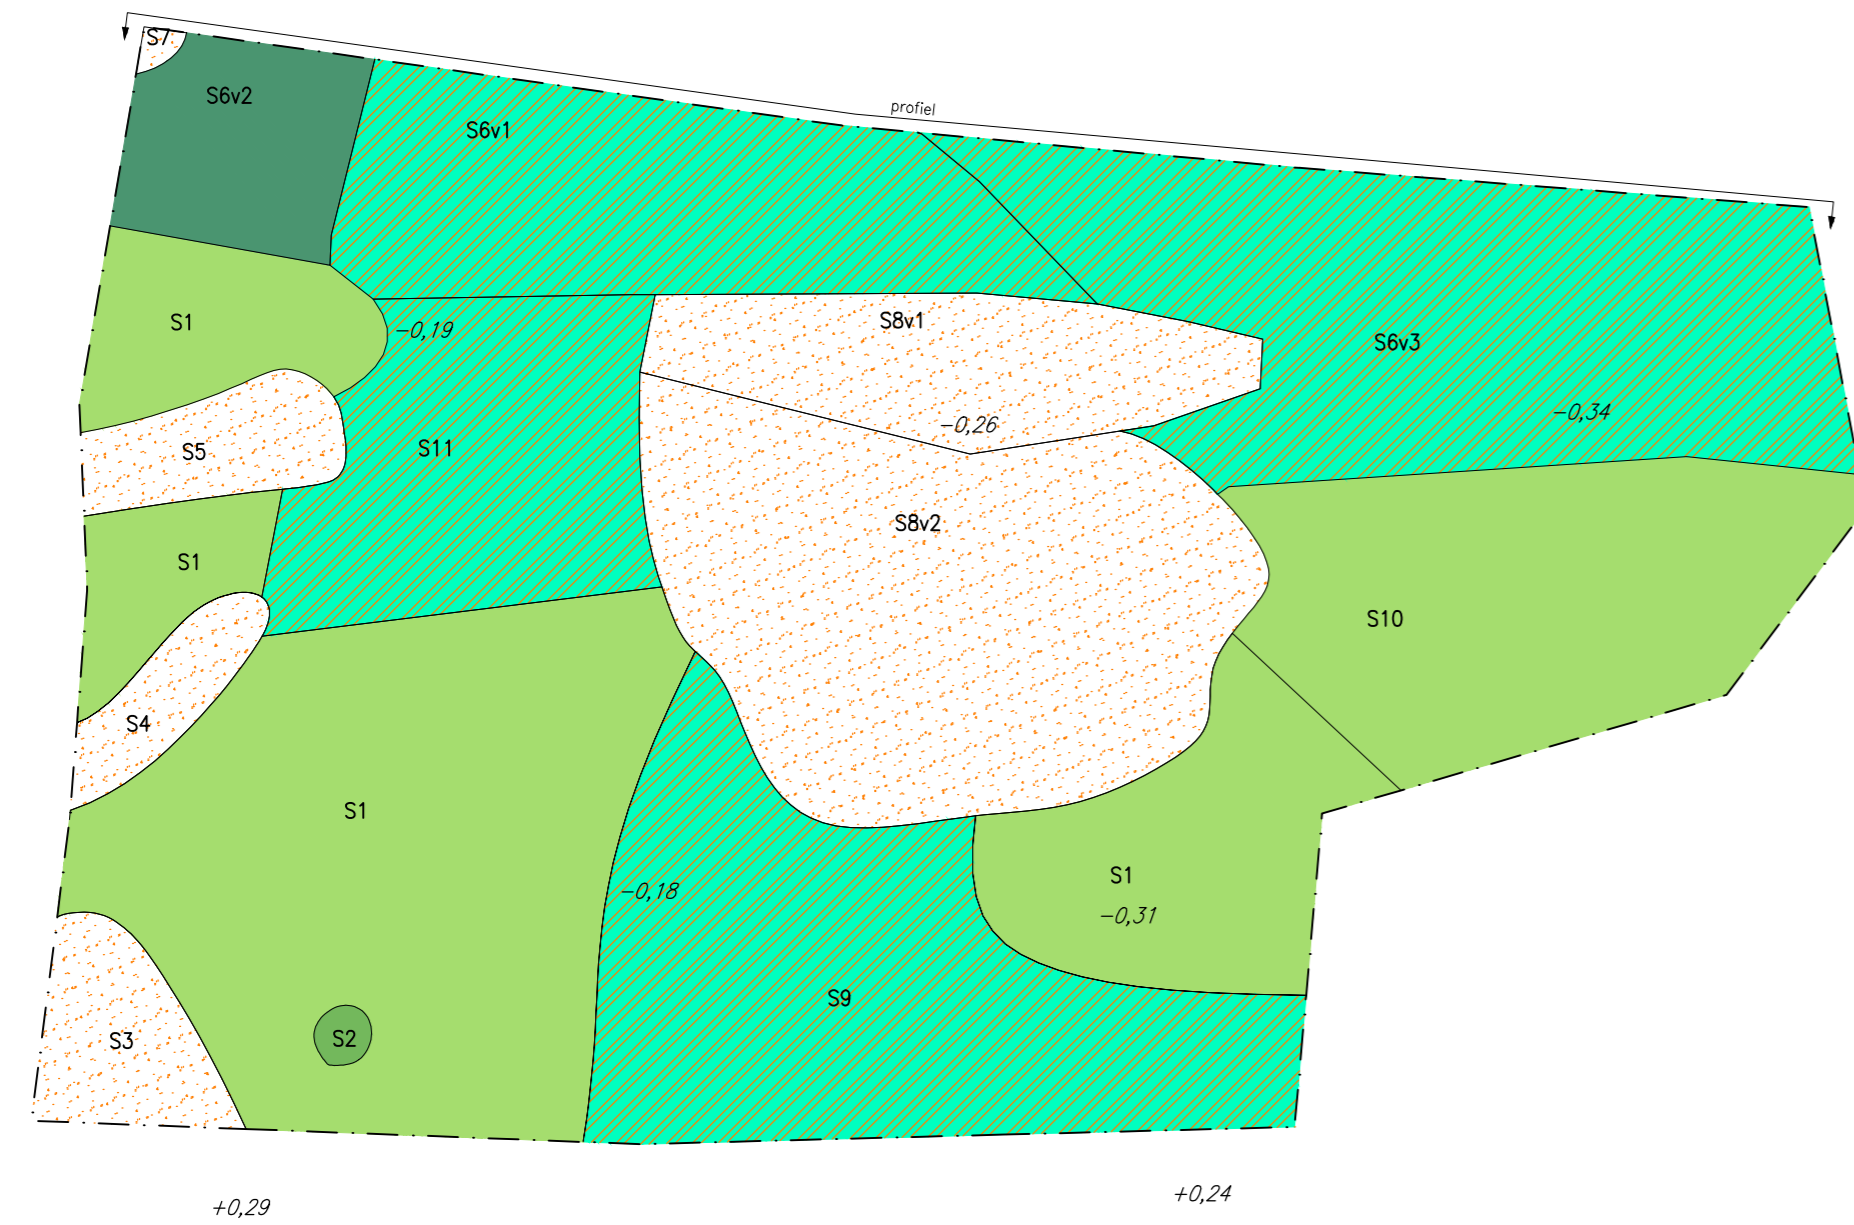 S7
S6v2
profiel
S6v1
S1
−0,19
S8v1
S6v3
−0,34
−0,26
S5
S11
S8v2
S1
S10
S4
S1
S1
−0,18
−0,31
S9
S3
S2
+0,29
+0,24